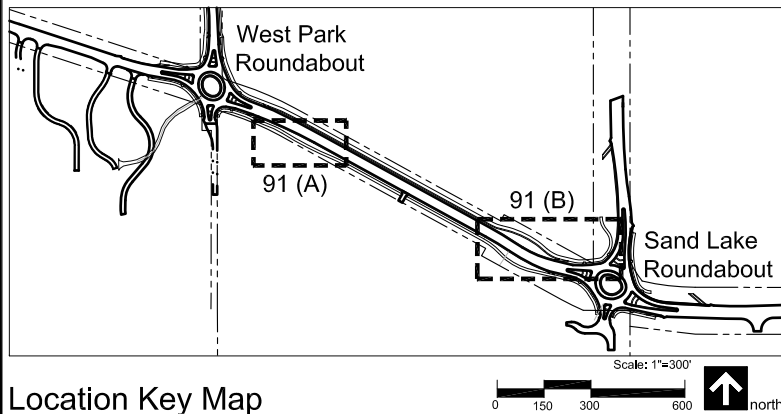 West Park
Roundabout
91 (A)
91 (B)
Sand Lake
Roundabout
Location Key Map
Scale: 1"=300'
0 150 300 600
north